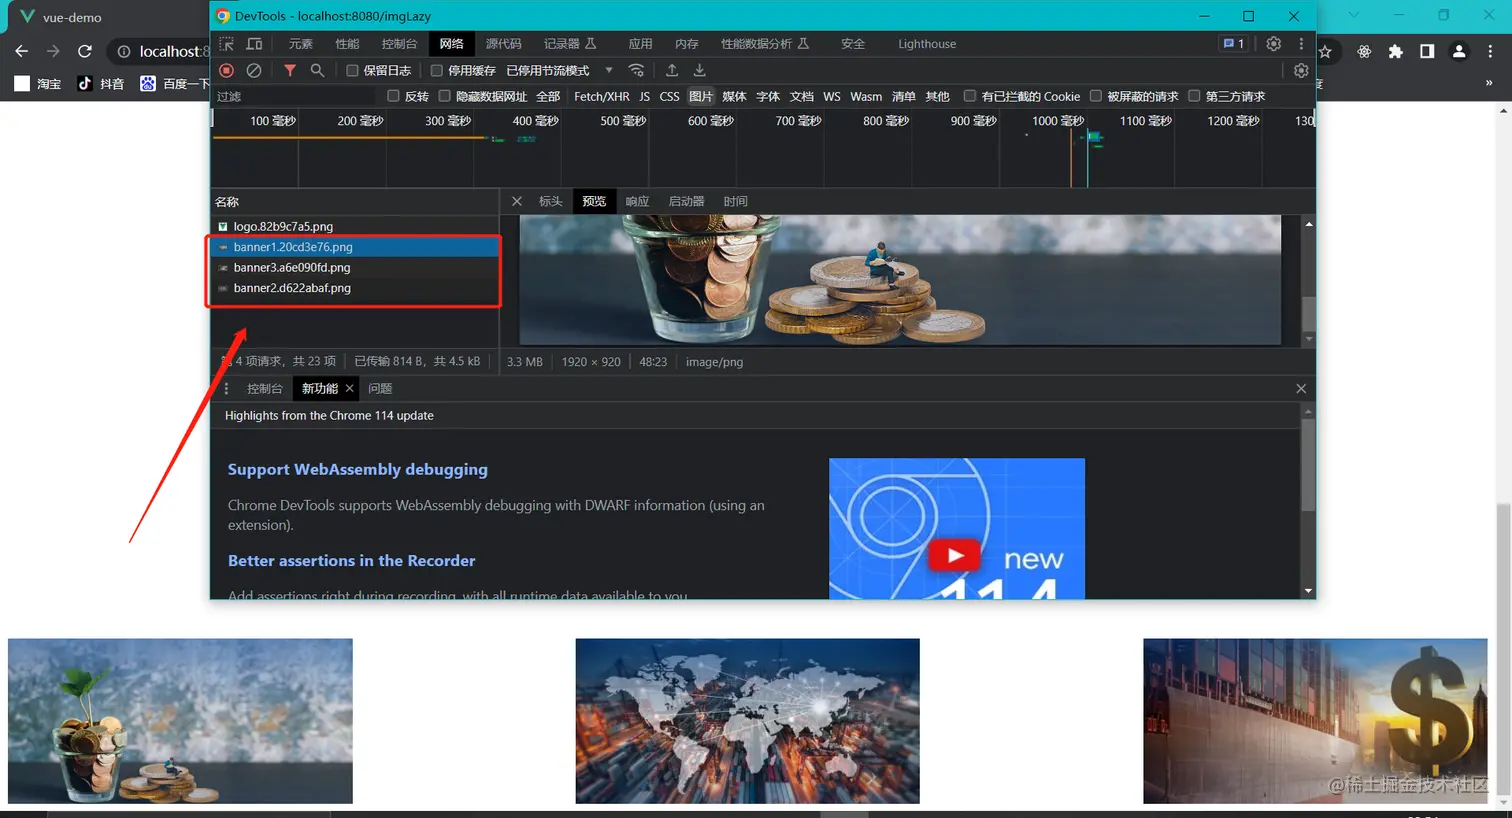 vue-demo
DevTools - localhost:8080/imgLazy
元素 性能 控制台 网络 源代码 记录器 应用 内存 性能数据分析 安全 Lighthouse 1
localhost:8
保留日志 停用缓存 已停用节流模式
淘宝 抖音 百度一下
过滤 反转 隐藏数据网址 全部 Fetch/XHR JS CSS 图片 媒体 字体 文档 WS Wasm 清单 其他 有已拦截的 Cookie 被屏蔽的请求 第三方请求
100 毫秒 200 毫秒 300 毫秒 400 毫秒 500 毫秒 600 毫秒 700 毫秒 800 毫秒 900 毫秒 1000 毫秒 1100 毫秒 1200 毫秒 130
名称
标头 预览 响应 启动器 时间
logo.82b9c7a5.png
banner1.20cd3e76.png
banner3.a6e090fd.png
banner2.d622abaf.png
4 项请求，共 23 项 已传输 814 B，共 4.5 kB 3.3 MB 1920 × 920 48:23 image/png
控制台 新功能 问题
Highlights from the Chrome 114 update
Support WebAssembly debugging
Chrome DevTools supports WebAssembly debugging with DWARF information (using an
extension).
Better assertions in the Recorder
Add assertions right during recording, with all runtime data available to you
new
114
@稀土掘金技术社区